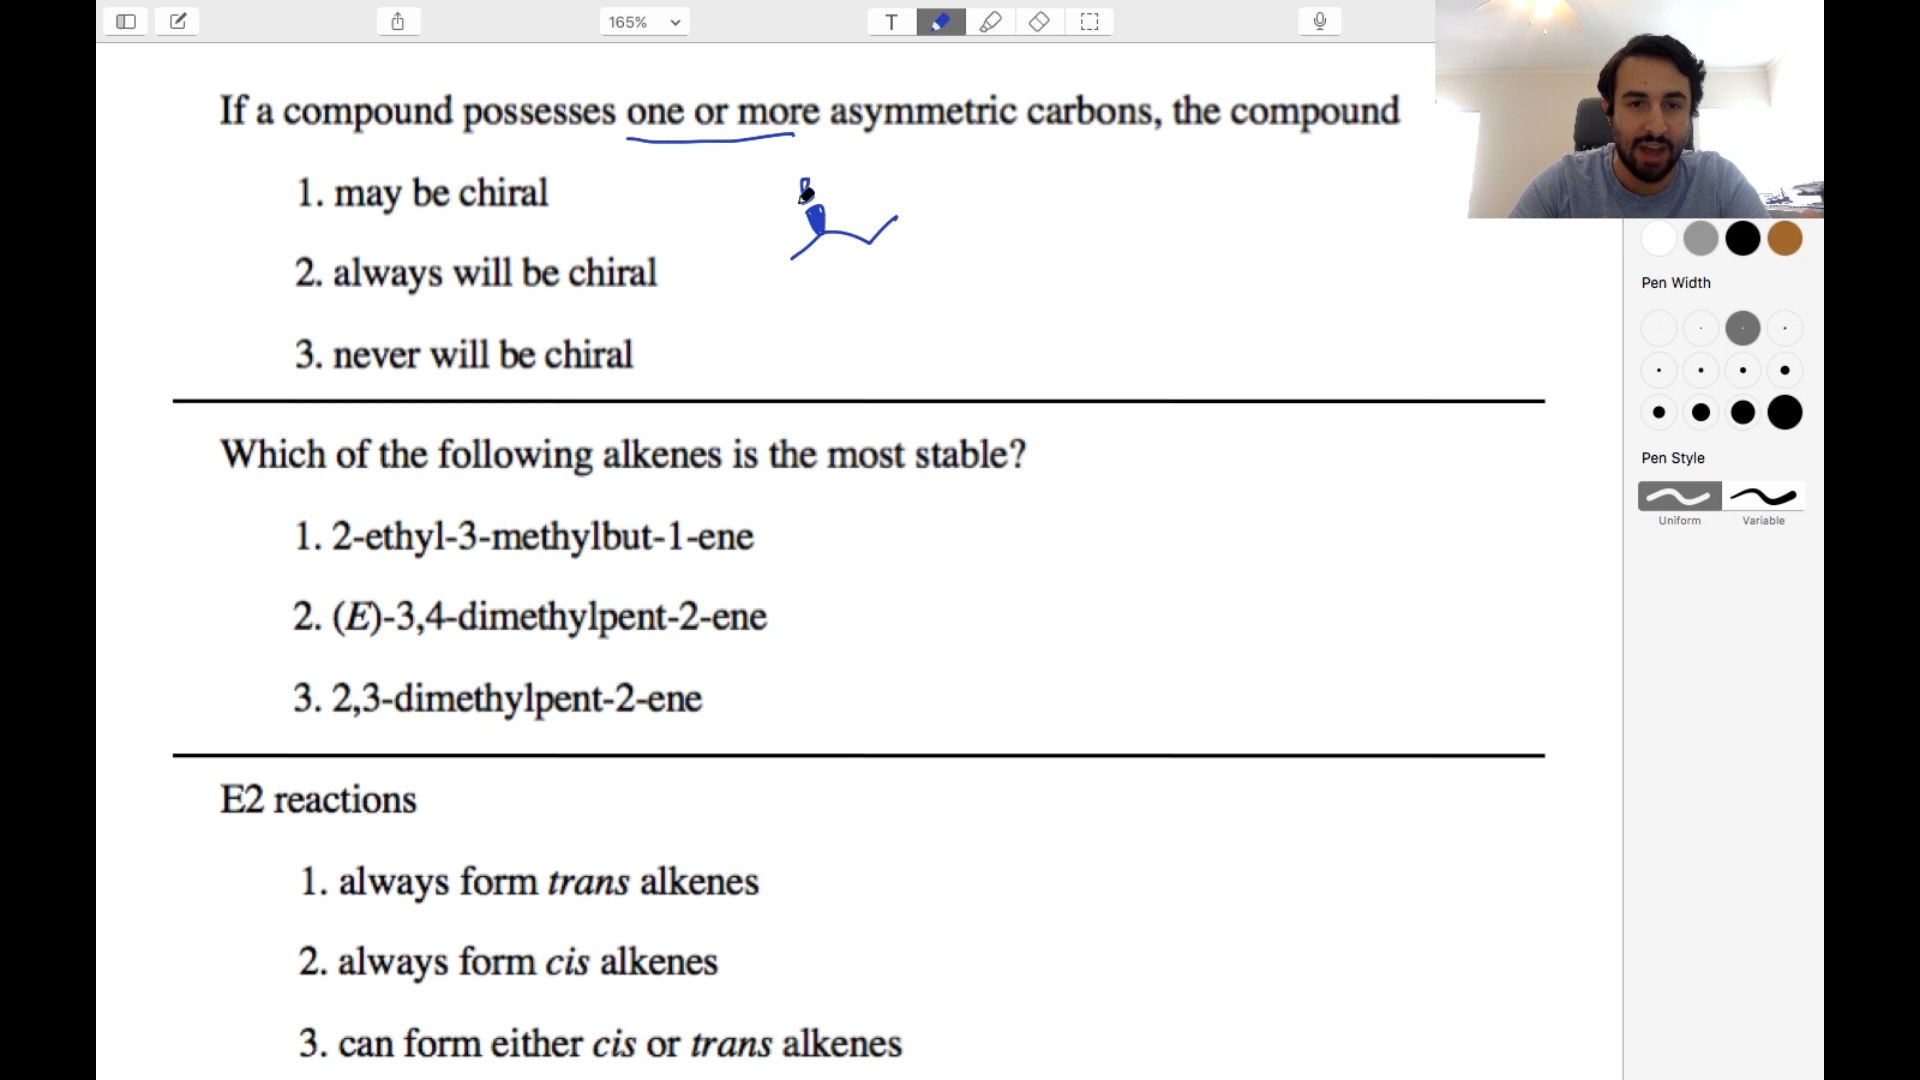 165%
T
If a compound possesses one or more asymmetric carbons, the compound
1. may be chiral
2. always will be chiral
3. never will be chiral
Pen Width
Pen Style
Uniform
Variable
Which of the following alkenes is the most stable?
1. 2-ethyl-3-methylbut-1-ene
2. (E)-3,4-dimethylpent-2-ene
3. 2,3-dimethylpent-2-ene
E2 reactions
1. always form trans alkenes
2. always form cis alkenes
3. can form either cis or trans alkenes